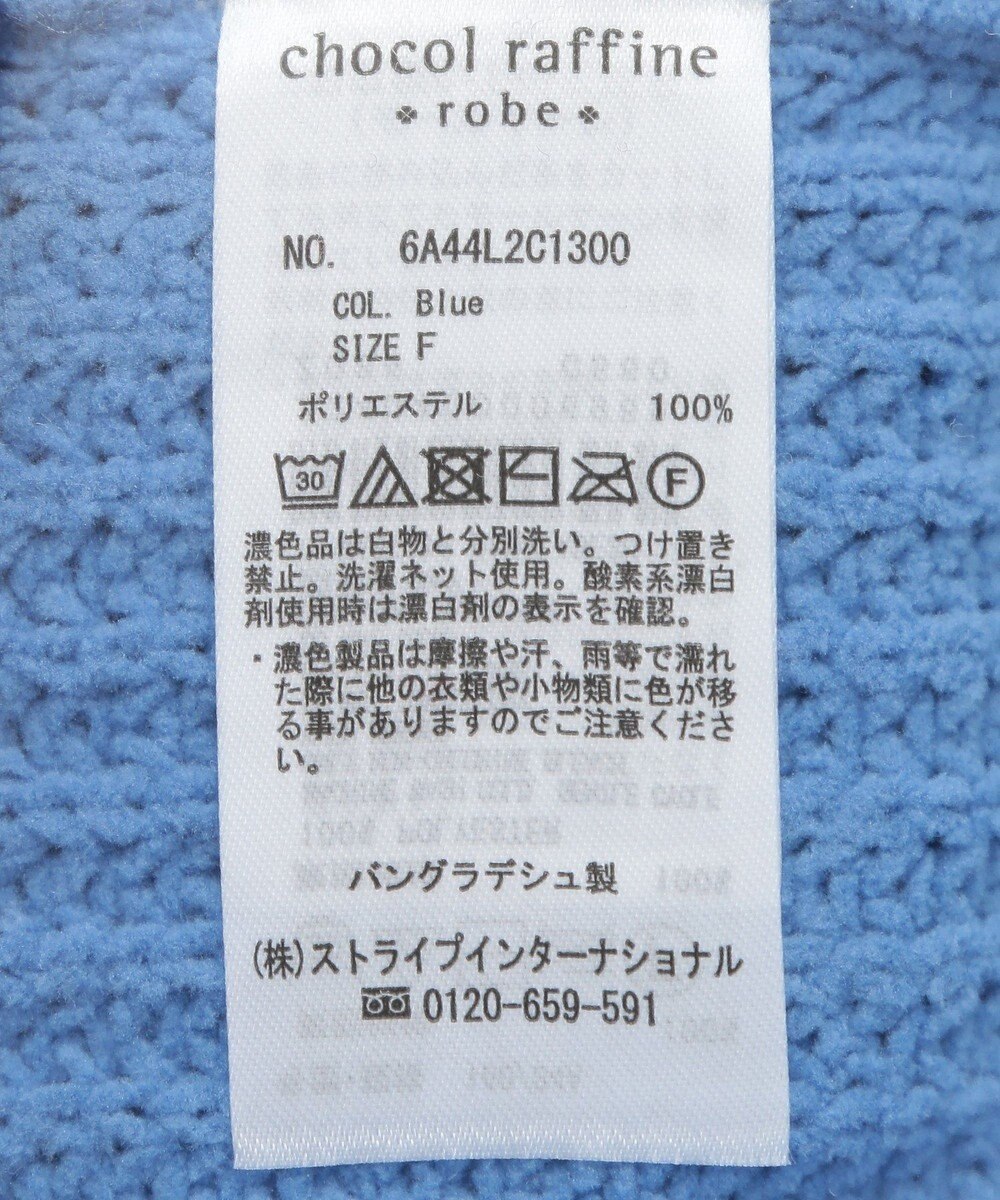 chocol raffine
robe
NO. 6A44L2C1300
COL. Blue
SIZE F
ポリエステル 100%
30 F
濃色品は白物と分別洗い。つけ置き
禁止。洗濯ネット使用。酸素系漂白
剤使用時は漂白剤の表示を確認。
・濃色製品は摩擦や汗、雨等で濡れ
た際に他の衣類や小物類に色が移
る事がありますのでご注意くださ
い。
バングラデシュ製
(株)ストライプインターナショナル
0120-659-591